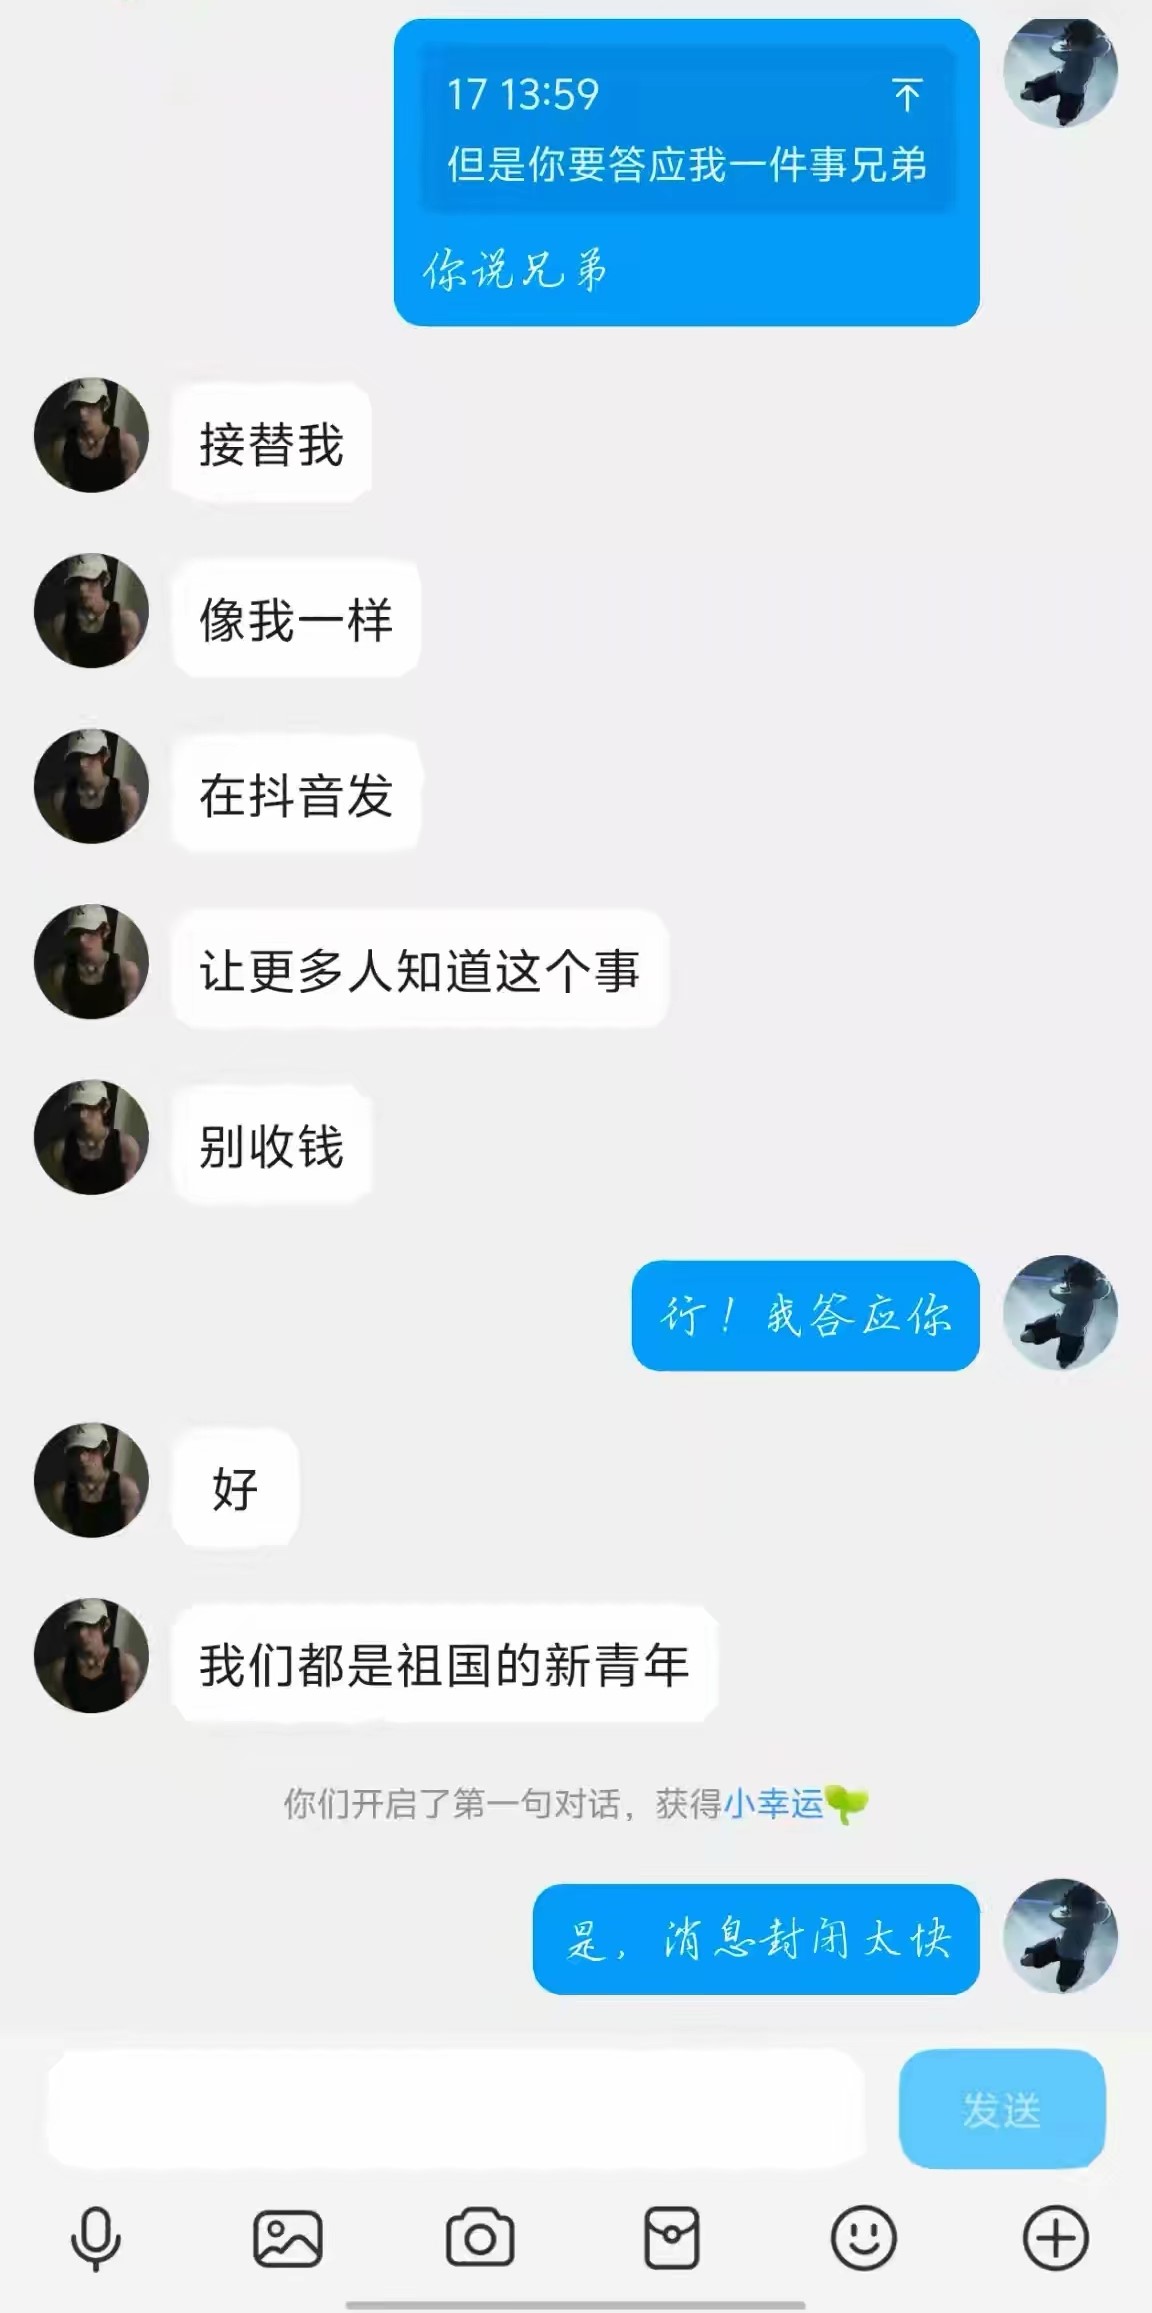 17 13:59
但是你要答应我一件事兄弟
你说兄弟
接替我
像我一样
在抖音发
让更多人知道这个事
别收钱
行！我答应你
好
我们都是祖国的新青年
你们开启了第一句对话，获得小幸运
是，消息封闭太快
发送